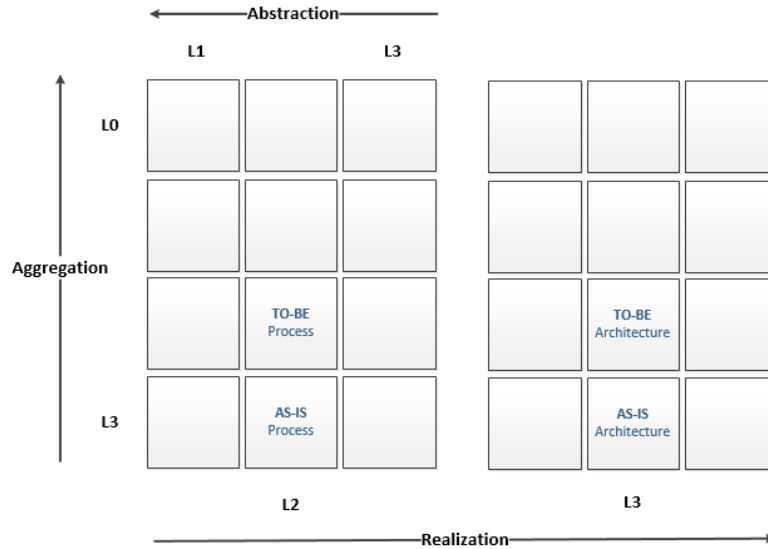 Abstraction
L1
L3
L0
Aggregation
TO-BE
Process
TO-BE
Architecture
L3
AS-IS
Process
AS-IS
Architecture
L2
L3
Realization